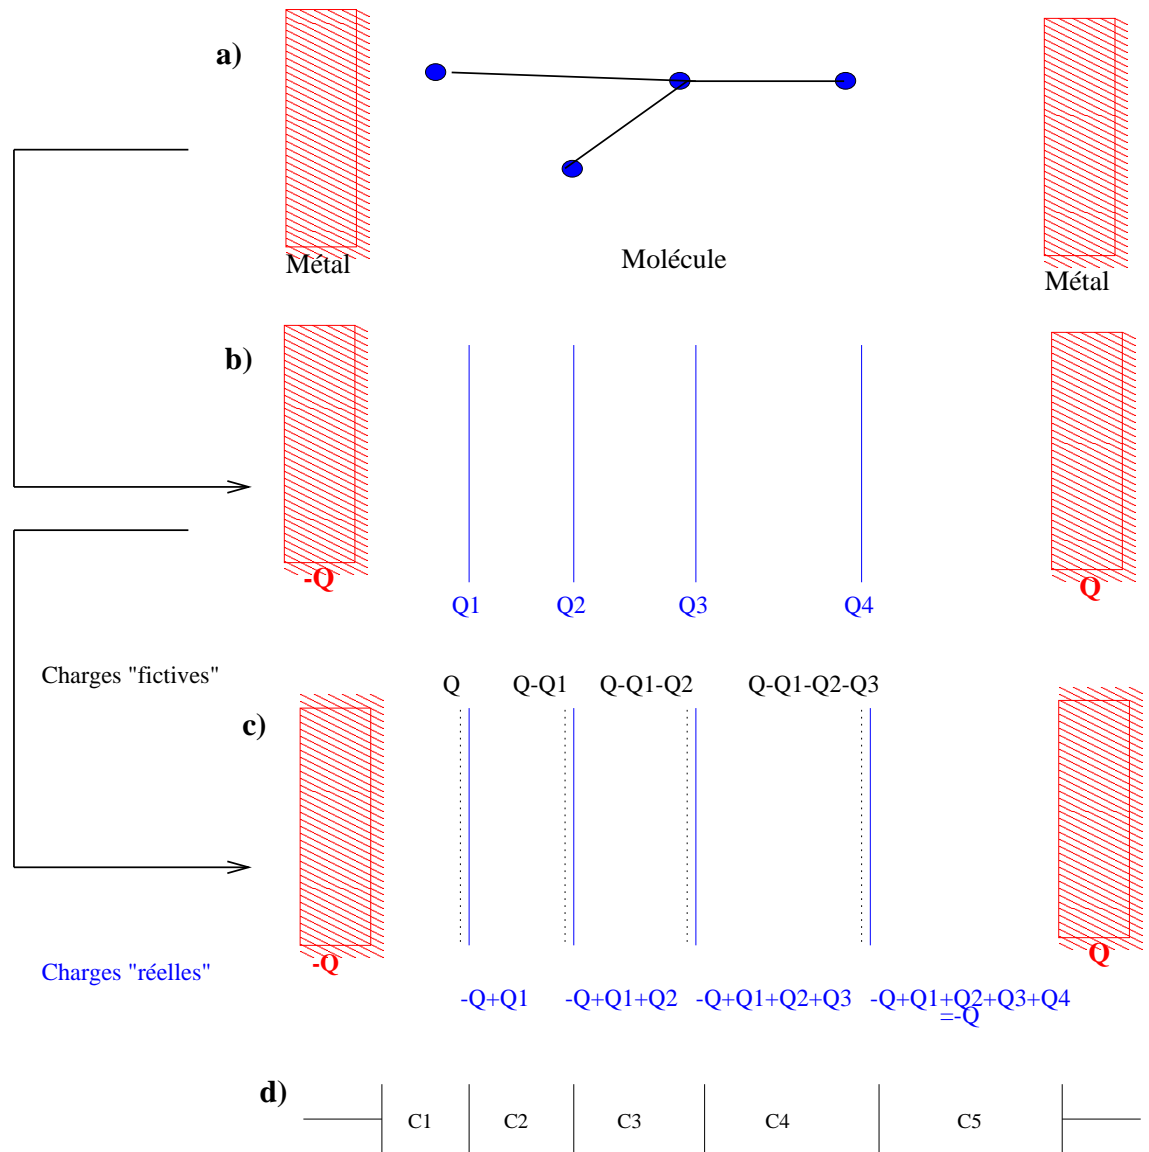 a)
Métal
Molécule
Métal
b)
-Q
Q
Q1 Q2 Q3 Q4
Charges "fictives"
Q Q-Q1 Q-Q1-Q2 Q-Q1-Q2-Q3
c)
-Q
Q
Charges "réelles"
-Q+Q1 -Q+Q1+Q2 -Q+Q1+Q2+Q3 -Q+Q1+Q2+Q3+Q4
=-Q
d)
C1 C2 C3 C4 C5